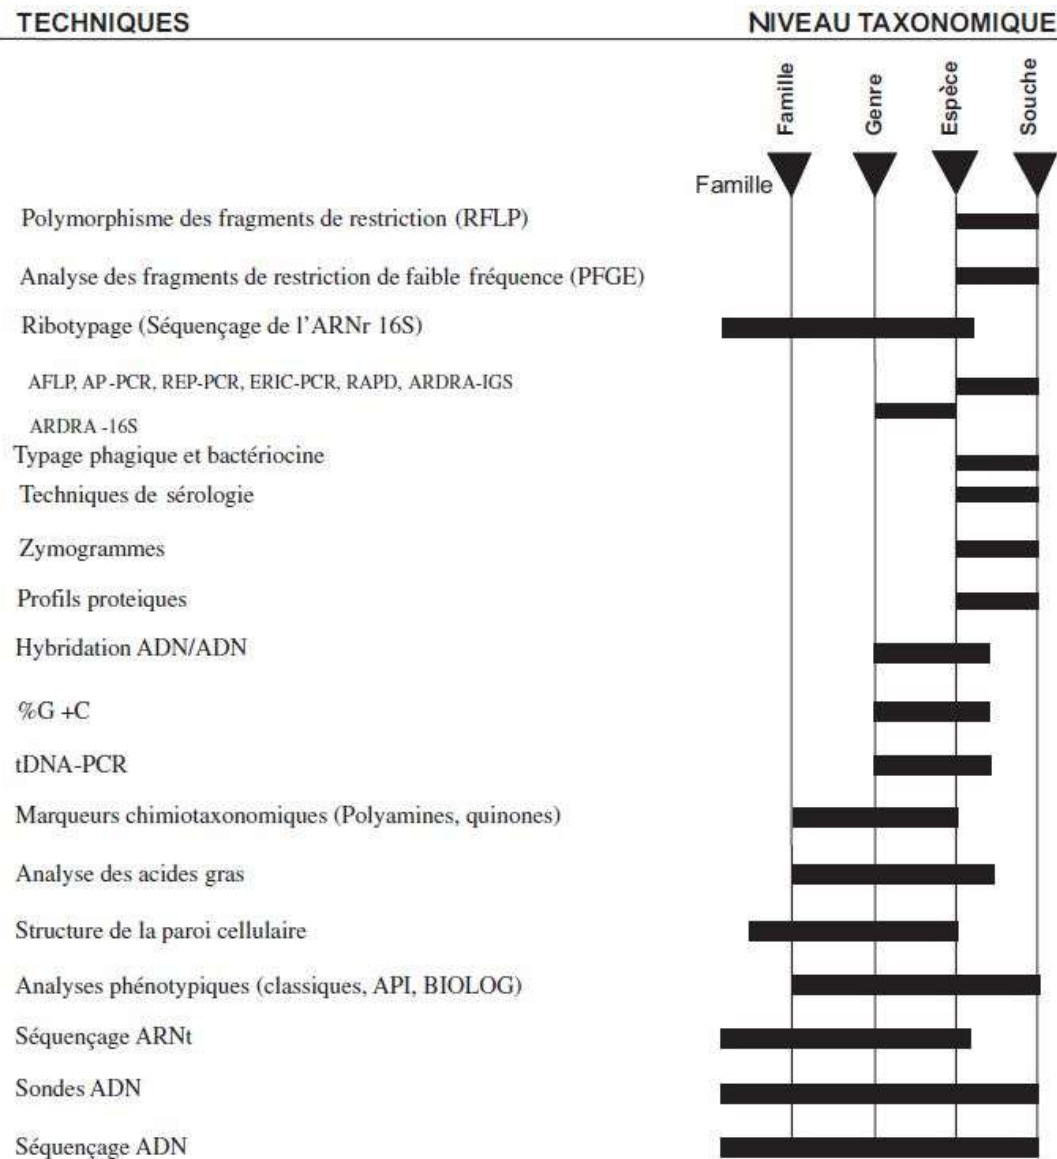 TECHNIQUES NIVEAU TAXONOMIQUE
Famille Genre Espèce Souche
Famille
Polymorphisme des fragments de restriction (RFLP)
Analyse des fragments de restriction de faible fréquence (PFGE)
Ribotypage (Séquençage de l'ARNr 16S)
AFLP, AP-PCR, REP-PCR, ERIC-PCR, RAPD, ARDRA-IGS
ARDRA -16S
Typage phagique et bactériocine
Techniques de sérologie
Zymogrammes
Profils proteiques
Hybridation ADN/ADN
%G +C
tDNA-PCR
Marqueurs chimiotaxonomiques (Polyamines, quinones)
Analyse des acides gras
Structure de la paroi cellulaire
Analyses phénotypiques (classiques, API, BIOLOG)
Séquençage ARNt
Sondes ADN
Séquençage ADN